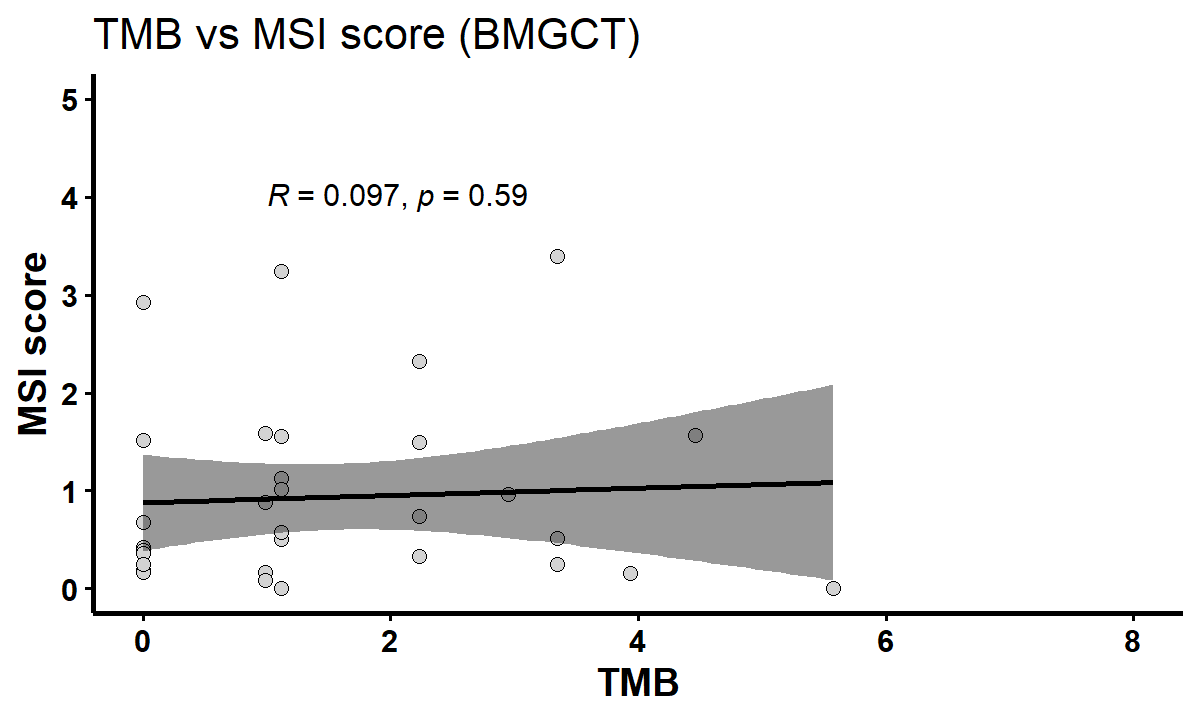 TMB vs MSI score (BMGCT)
5
4
3
2
1
0
MSI score
R = 0.097, p = 0.59
0 2 4 6 8
TMB